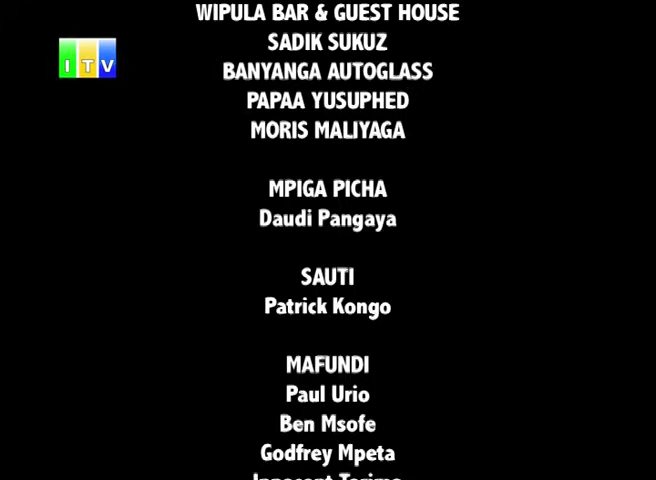 WIPULA BAR & GUEST HOUSE
SADIK SUKUZ
ITV
BANYANGA AUTOGLASS
PAPAA YUSUPHED
MORIS MALIYAGA
MPIGA PICHA
Daudi Pangaya
SAUTI
Patrick Kongo
MAFUNDI
Paul Urio
Ben Msofe
Godfrey Mpeta